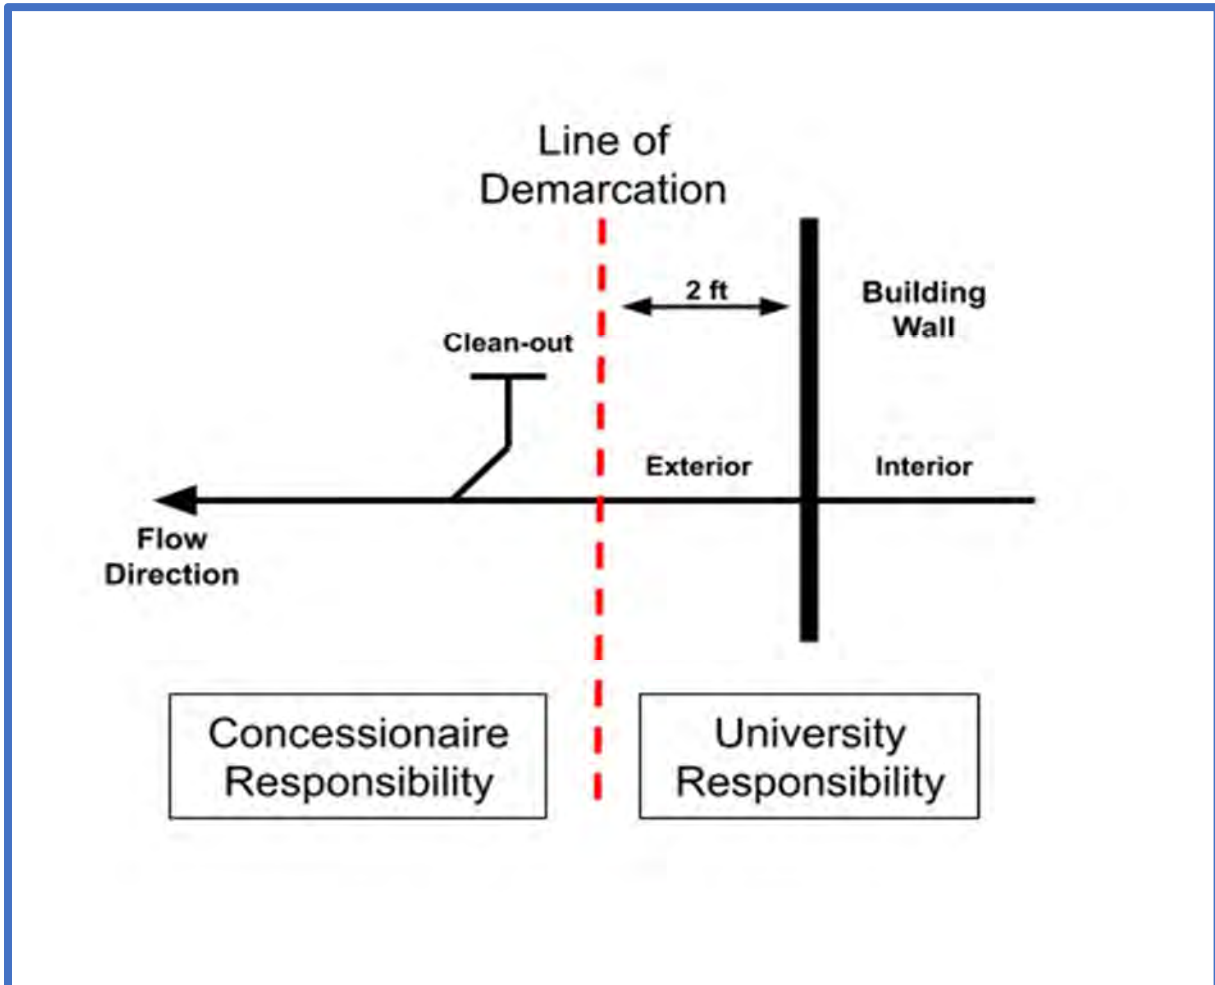 Line of
Demarcation
2 ft
Building
Wall
Clean-out
Exterior
Interior
Flow
Direction
Concessionaire
Responsibility
University
Responsibility